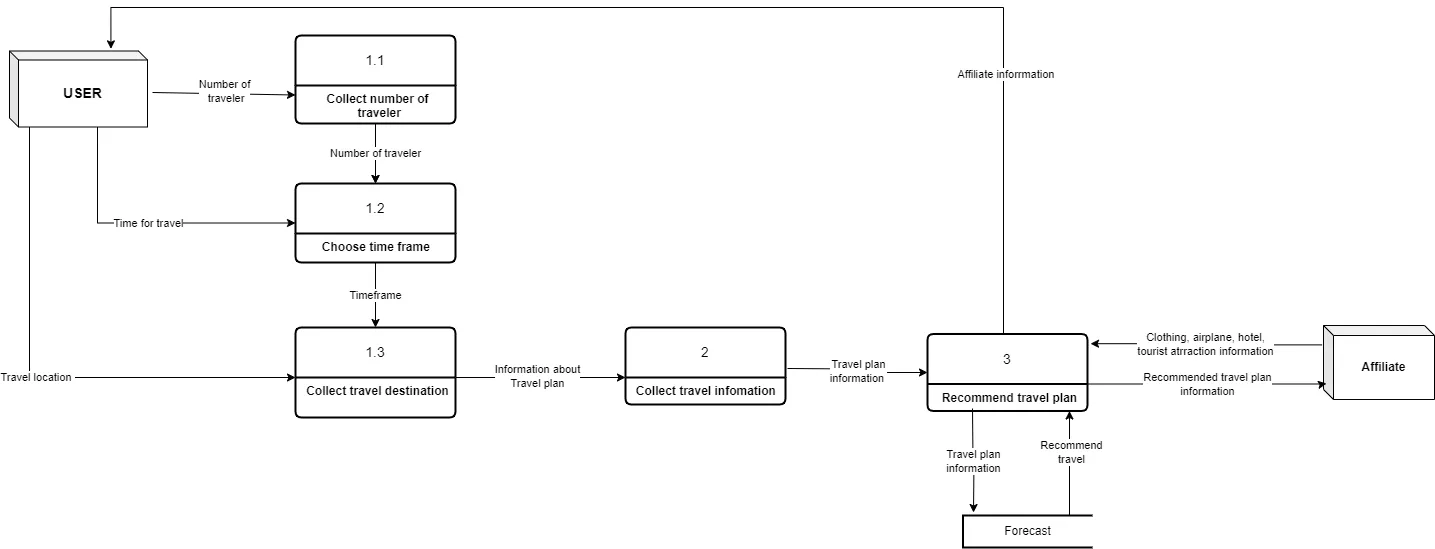 Affiliate inforrmation
USER
Number of
traveler
1.1
Collect number of
traveler
Number of traveler
1.2
Time for travel
Choose time frame
Timeframe
1.3
Travel location
Collect travel destination
Information about
Travel plan
2
Collect travel infomation
Travel plan
information
3
Recommend travel plan
Clothing, airplane, hotel,
tourist atrraction information
Recommended travel plan
information
Affiliate
Travel plan
information
Recommend
travel
Forecast